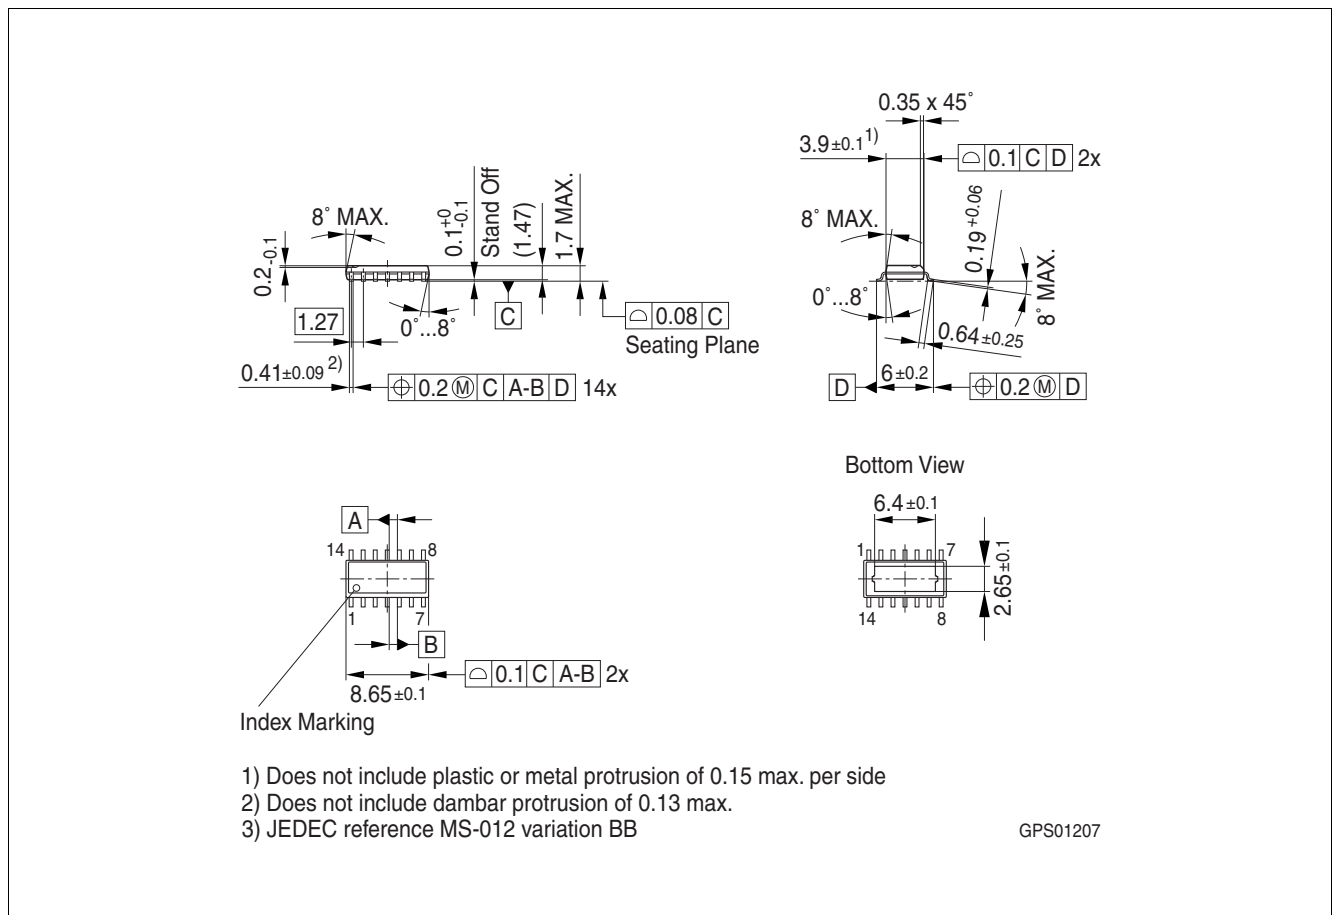 8° MAX.
0.2 -0.1
0.1 +0 -0.1
Stand Off
(1.47)
1.7 MAX.
1.27
0°...8°
C
⌓ 0.08 C
Seating Plane
0.41±0.09 2)
⌖ 0.2 Ⓜ C A-B D 14x
0.35 x 45°
3.9±0.1 1)
⌓ 0.1 C D 2x
8° MAX.
0.19 +0.06
8° MAX.
0°...8°
0.64±0.25
D
6±0.2
⌖ 0.2 Ⓜ D
A
14
8
1
7
B
⌓ 0.1 C A-B 2x
8.65±0.1
Index Marking
Bottom View
6.4±0.1
1
7
2.65±0.1
14
8
1) Does not include plastic or metal protrusion of 0.15 max. per side
2) Does not include dambar protrusion of 0.13 max.
3) JEDEC reference MS-012 variation BB
GPS01207